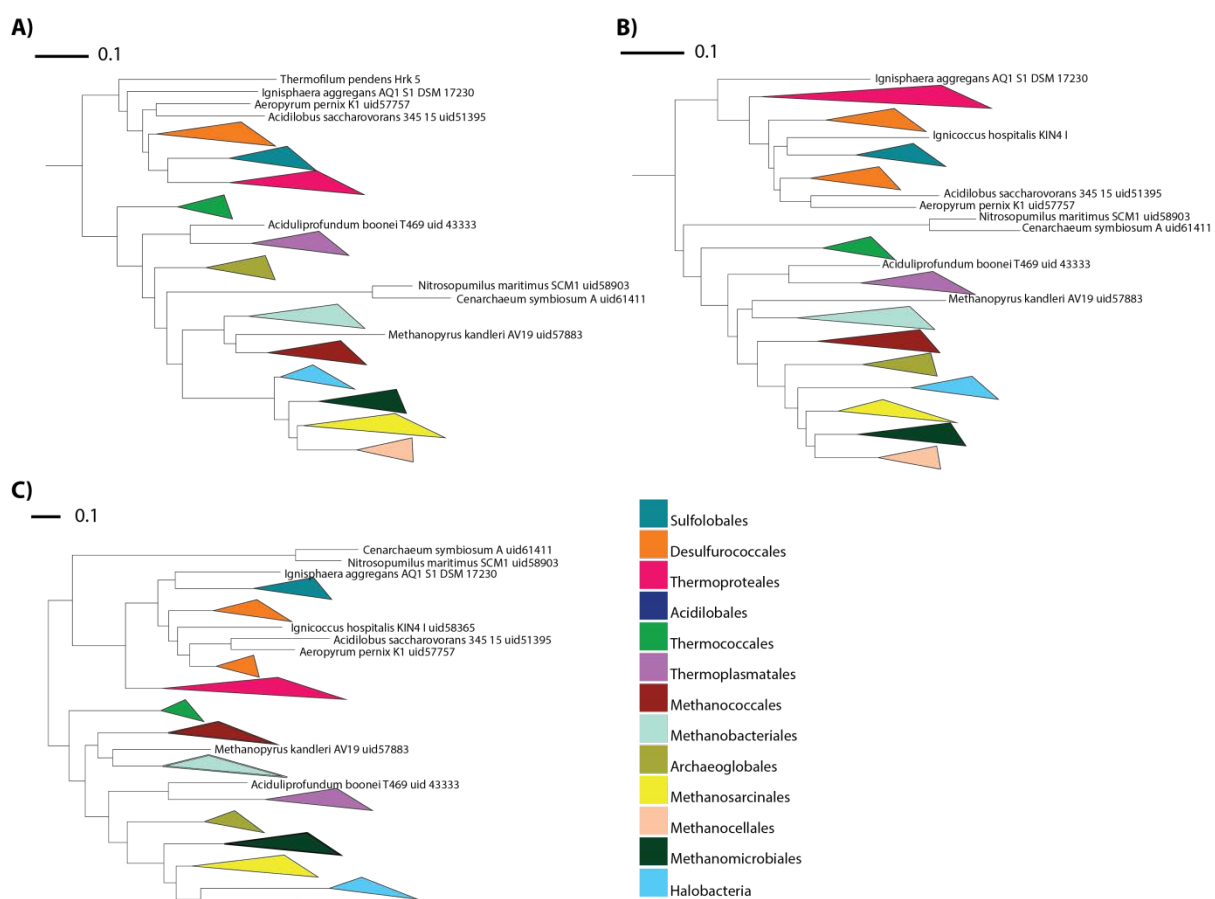 A)
0.1
Thermofilum pendens Hrk 5
Ignisphaera aggregans AQ1 S1 DSM 17230
Aeropyrum pernix K1 uid57757
Acidilobus saccharovorans 345 15 uid51395
Aciduliprofundum boonei T469 uid 43333
Nitrosopumilus maritimus SCM1 uid58903
Cenarchaeum symbiosum A uid61411
Methanopyrus kandleri AV19 uid57883
B)
0.1
Ignisphaera aggregans AQ1 S1 DSM 17230
Ignicoccus hospitalis KIN4 I
Acidilobus saccharovorans 345 15 uid51395
Aeropyrum pernix K1 uid57757
Nitrosopumilus maritimus SCM1 uid58903
Cenarchaeum symbiosum A uid61411
Aciduliprofundum boonei T469 uid 43333
Methanopyrus kandleri AV19 uid57883
C)
0.1
Cenarchaeum symbiosum A uid61411
Nitrosopumilus maritimus SCM1 uid58903
Ignisphaera aggregans AQ1 S1 DSM 17230
Ignicoccus hospitalis KIN4 I uid58365
Acidilobus saccharovorans 345 15 uid51395
Aeropyrum pernix K1 uid57757
Methanopyrus kandleri AV19 uid57883
Aciduliprofundum boonei T469 uid 43333
Sulfolobales
Desulfurococcales
Thermoproteales
Acidilobales
Thermococcales
Thermoplasmatales
Methanococcales
Methanobacteriales
Archaeoglobales
Methanosarcinales
Methanocellales
Methanomicrobiales
Halobacteria